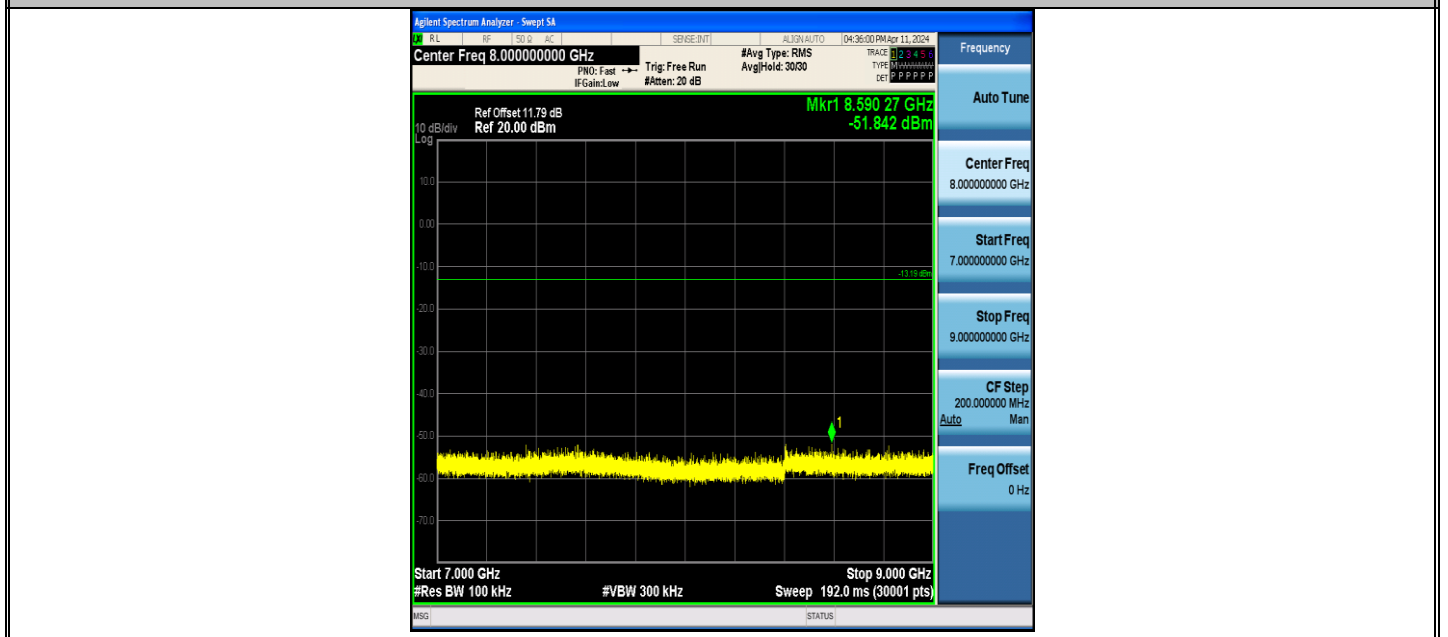 Agilent Spectrum Analyzer - Swept SA
RL RF 50 Ω AC SENSE:INT ALIGN AUTO 04:36:00 PM Apr 11, 2024
Center Freq 8.000000000 GHz
PNO: Fast
IFGain:Low
Trig: Free Run
#Atten: 20 dB
#Avg Type: RMS
Avg|Hold: 30/30
TRACE 1 2 3 4 5 6
TYPE
DET P P P P P P
Mkr1 8.590 27 GHz
-51.842 dBm
Ref Offset 11.79 dB
10 dB/div Ref 20.00 dBm
Log
10.0
0.00
-10.0
-13.19 dBm
-20.0
-30.0
-40.0
1
-50.0
-60.0
-70.0
Start 7.000 GHz Stop 9.000 GHz
#Res BW 100 kHz #VBW 300 kHz Sweep 192.0 ms (30001 pts)
MSG STATUS
Frequency
Auto Tune
Center Freq
8.000000000 GHz
Start Freq
7.000000000 GHz
Stop Freq
9.000000000 GHz
CF Step
200.000000 MHz
Auto Man
Freq Offset
0 Hz